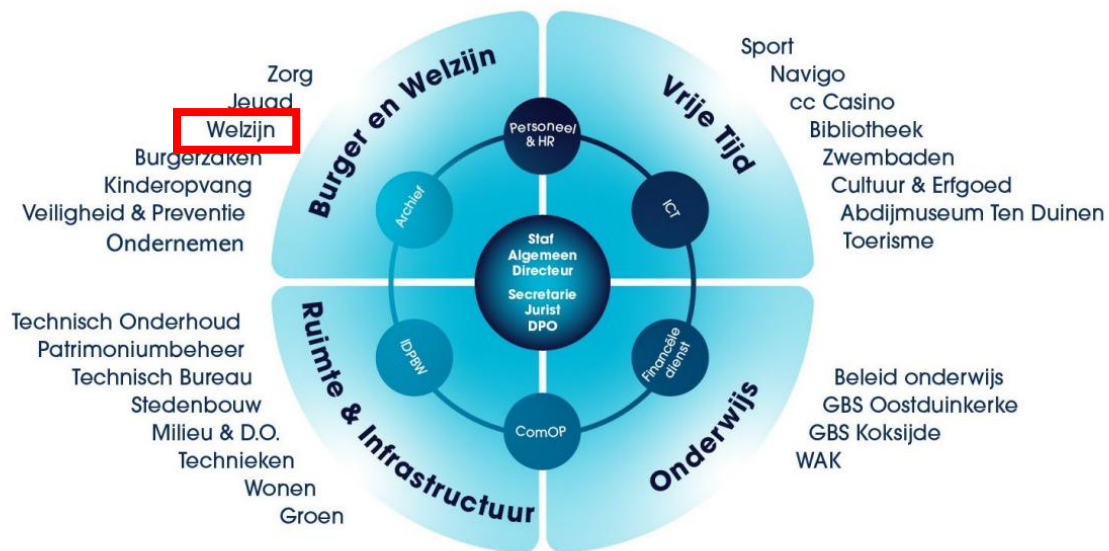 Burger en Welzijn
Zorg
Jeugd
Welzijn
Burgerzaken
Kinderopvang
Veiligheid & Preventie
Ondernemen
Vrije Tijd
Sport
Navigo
cc Casino
Bibliotheek
Zwembaden
Cultuur & Erfgoed
Abdijmuseum Ten Duinen
Toerisme
Personeel
& HR
Archief
ICT
Staf
Algemeen
Directeur
Secretarie
Jurist
DPO
IDPBW
Financiële
dienst
ComOP
Ruimte & Infrastructuur
Technisch Onderhoud
Patrimoniumbeheer
Technisch Bureau
Stedenbouw
Milieu & D.O.
Technieken
Wonen
Groen
Onderwijs
Beleid onderwijs
GBS Oostduinkerke
GBS Koksijde
WAK